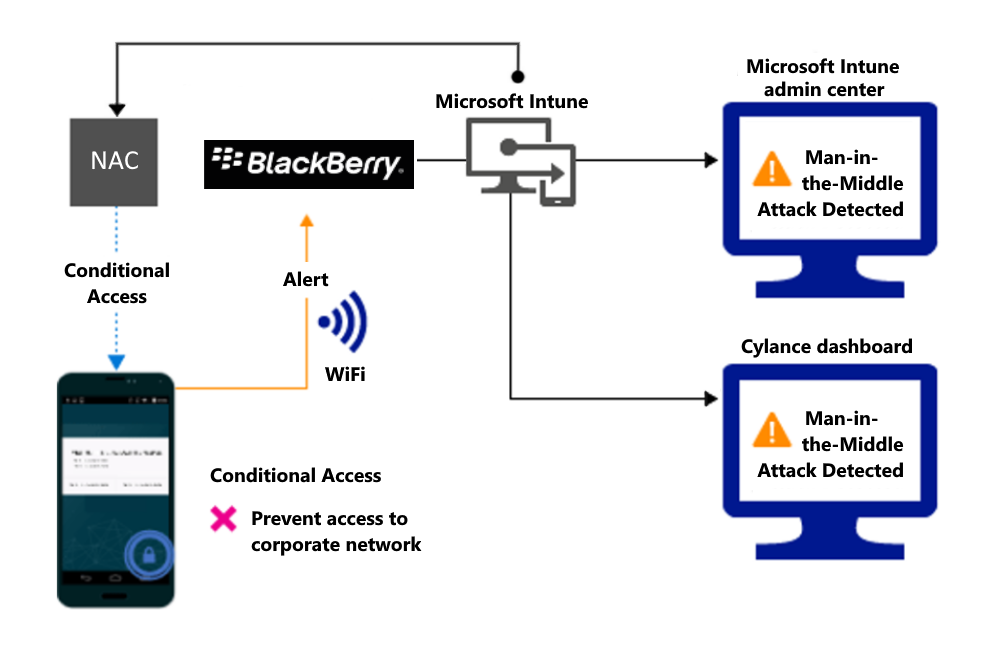 Microsoft Intune
admin center
Microsoft Intune
NAC
BlackBerry
Man-in-
the-Middle
Attack Detected
Conditional
Access
Alert
WiFi
Cylance dashboard
Man-in-
the-Middle
Attack Detected
Conditional Access
Prevent access to
corporate network